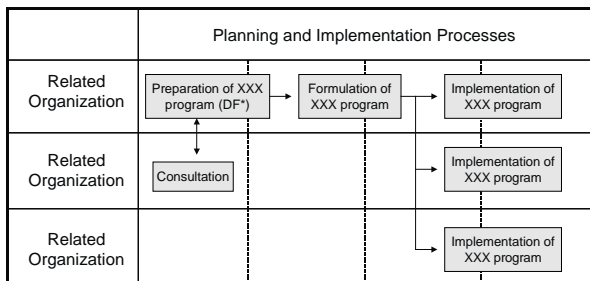 Planning and Implementation Processes
Related
Organization
Preparation of XXX
program (DF*)
Formulation of
XXX program
Implementation of
XXX program
Related
Organization
Consultation
Implementation of
XXX program
Related
Organization
Implementation of
XXX program